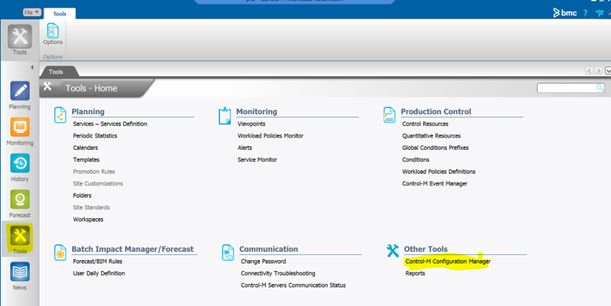 File
Tools
bmc
?
Tools
Options
Options
Tools
Tools - Home
Planning
Monitoring
History
Forecast
Tools
News
Planning
Services – Services Definition
Periodic Statistics
Calendars
Templates
Promotion Rules
Site Customizations
Folders
Site Standards
Workspaces
Monitoring
Viewpoints
Workload Policies Monitor
Alerts
Service Monitor
Production Control
Control Resources
Quantitative Resources
Global Conditions Prefixes
Conditions
Workload Policies Definitions
Control-M Event Manager
Batch Impact Manager/Forecast
Forecast/BIM Rules
User Daily Definition
Communication
Change Password
Connectivity Troubleshooting
Control-M Servers Communication Status
Other Tools
Control-M Configuration Manager
Reports